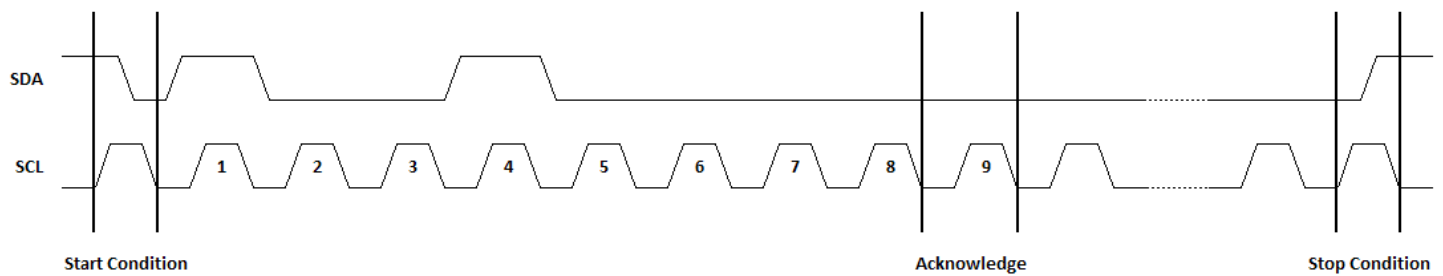 SDA
SCL 1 2 3 4 5 6 7 8 9
Start Condition Acknowledge Stop Condition